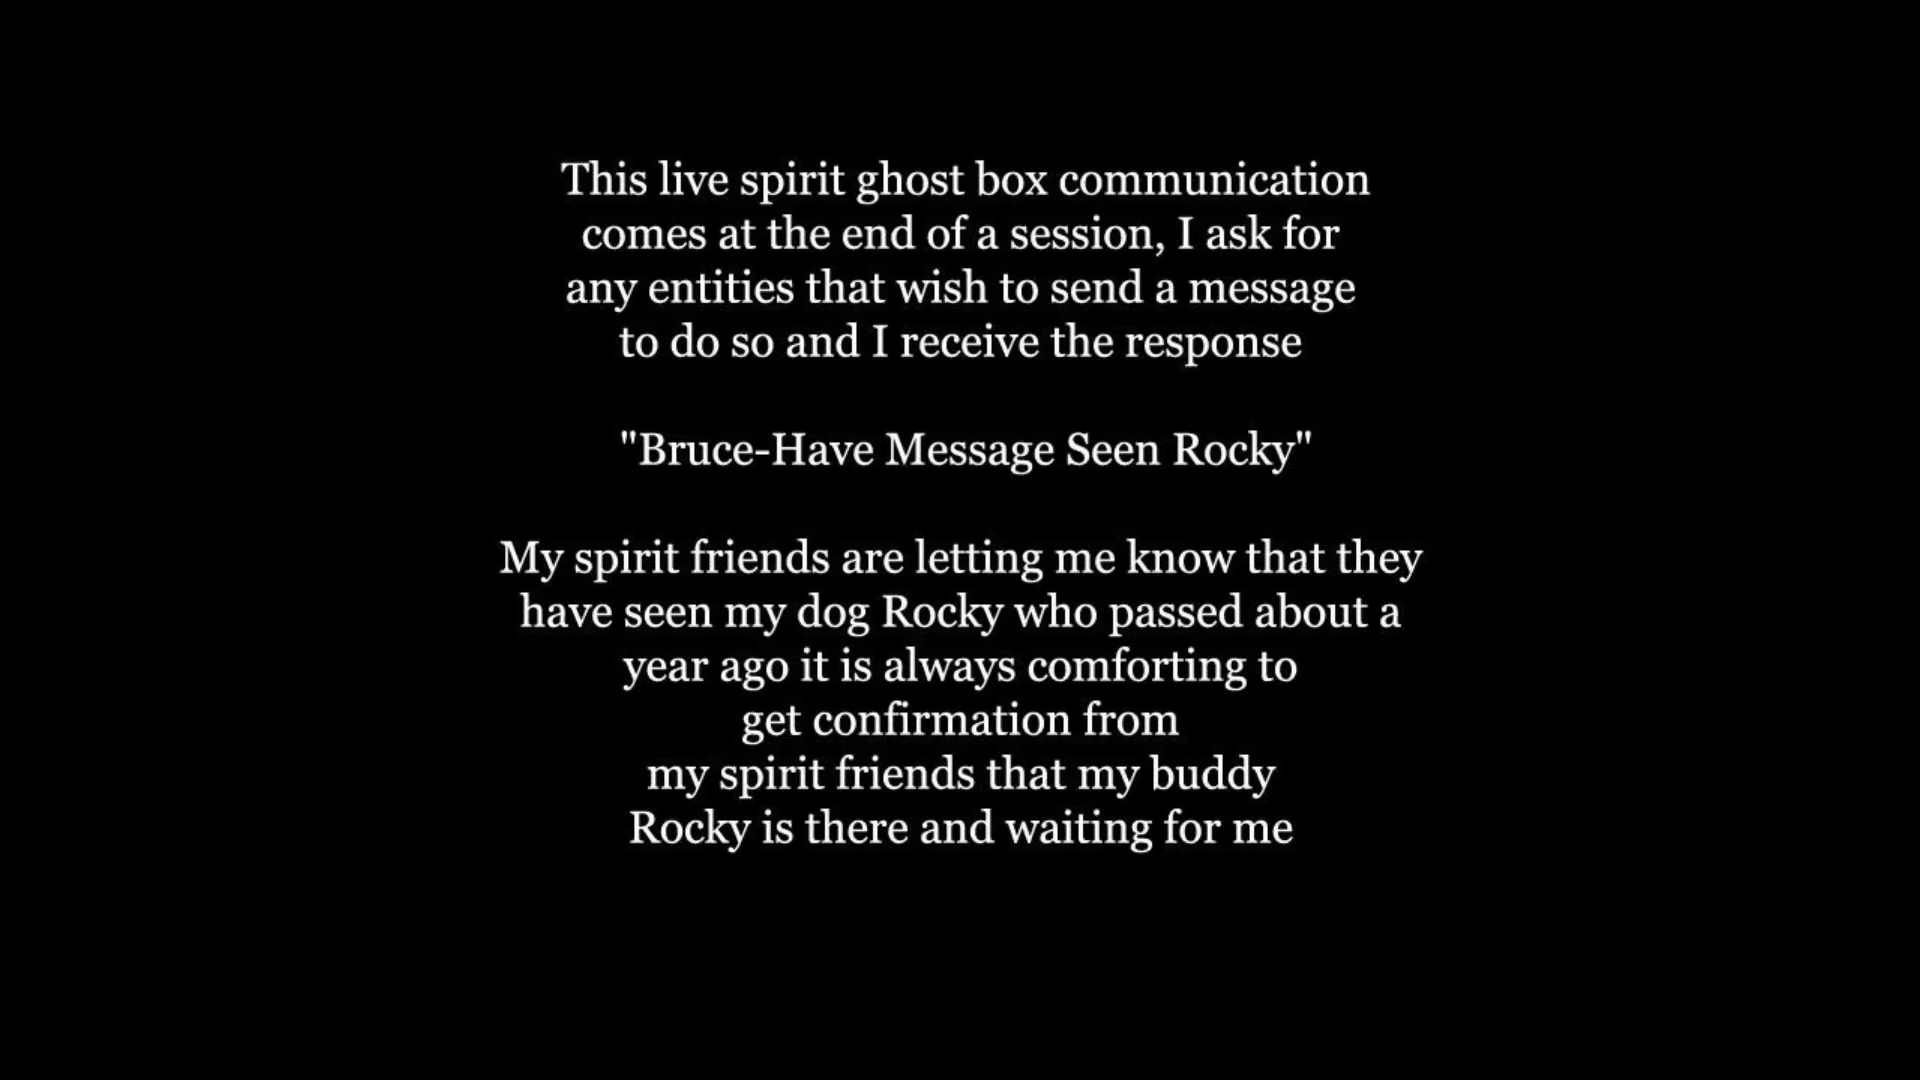 This live spirit ghost box communication
comes at the end of a session, I ask for
any entities that wish to send a message
to do so and I receive the response
"Bruce-Have Message Seen Rocky"
My spirit friends are letting me know that they
have seen my dog Rocky who passed about a
year ago it is always comforting to
get confirmation from
my spirit friends that my buddy
Rocky is there and waiting for me